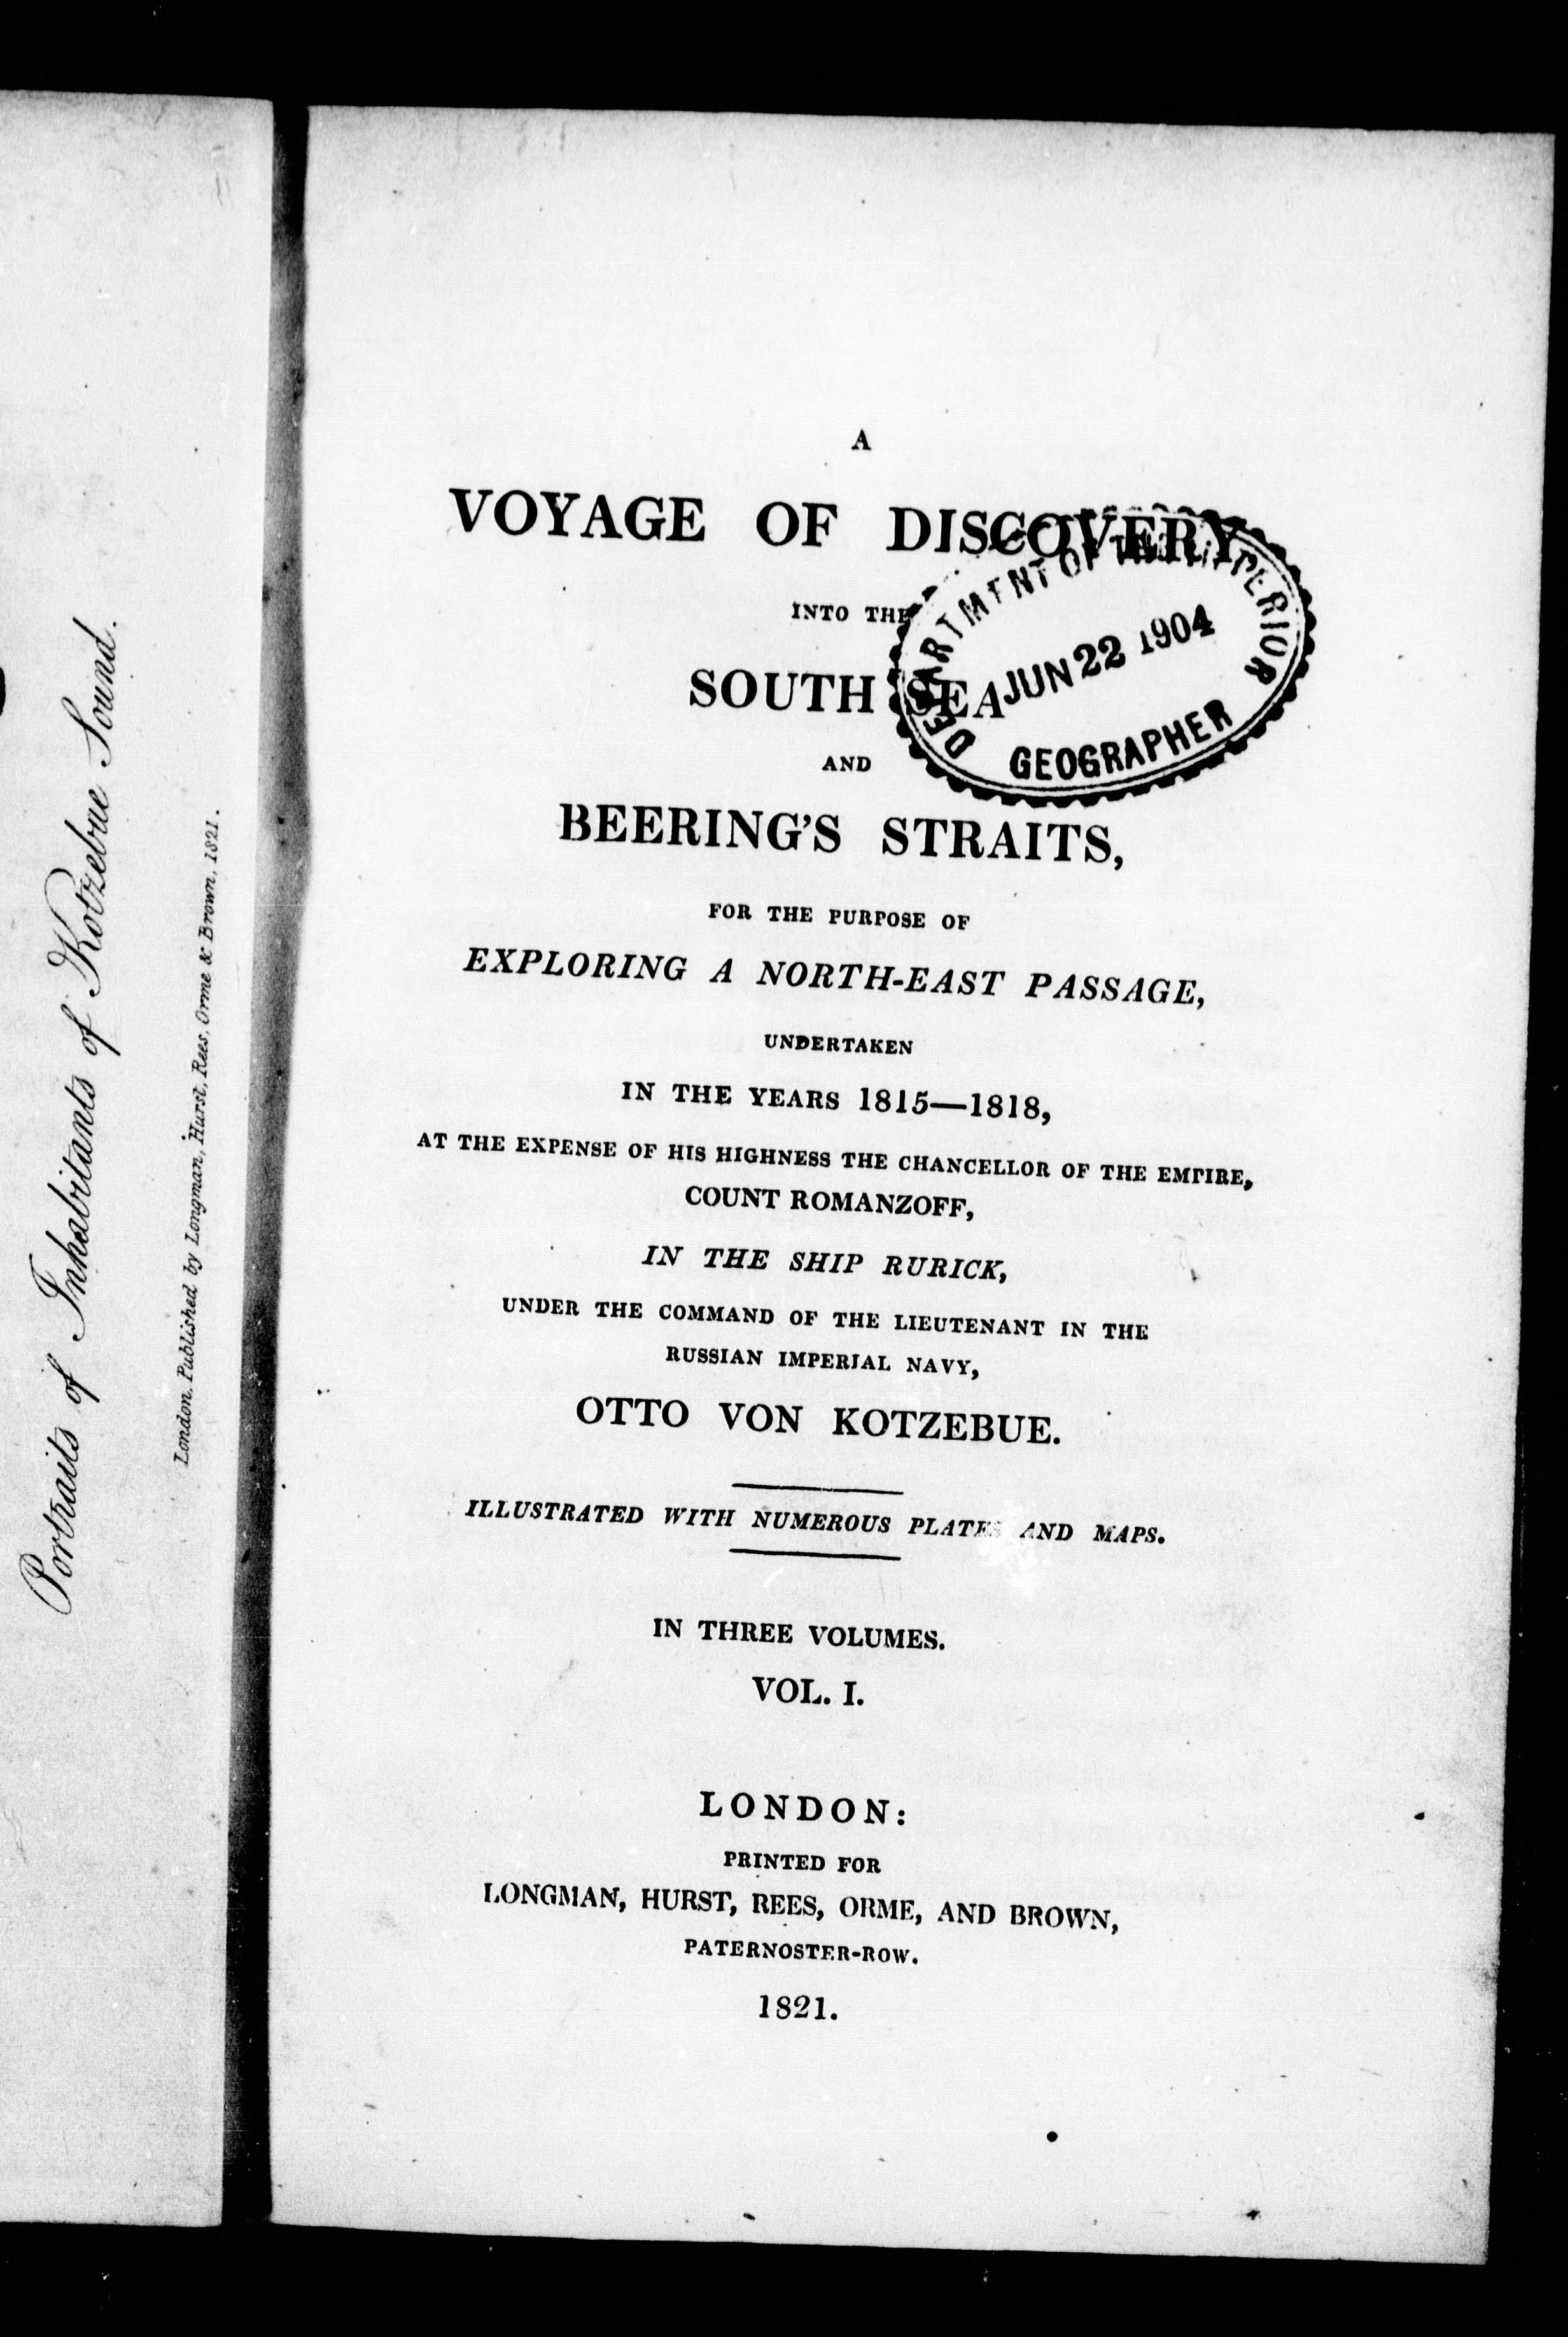 Portraits of Inhabitants of Kotzebue Sound.
London. Published by Longman, Hurst, Rees, Orme & Brown, 1821.
A
VOYAGE OF DISCOVERY
INTO THE
SOUTH SEA
AND
BEERING'S STRAITS,
FOR THE PURPOSE OF
EXPLORING A NORTH-EAST PASSAGE,
UNDERTAKEN
IN THE YEARS 1815—1818,
AT THE EXPENSE OF HIS HIGHNESS THE CHANCELLOR OF THE EMPIRE,
COUNT ROMANZOFF,
IN THE SHIP RURICK,
UNDER THE COMMAND OF THE LIEUTENANT IN THE
RUSSIAN IMPERIAL NAVY,
OTTO VON KOTZEBUE.
ILLUSTRATED WITH NUMEROUS PLATES AND MAPS.
IN THREE VOLUMES.
VOL. I.
LONDON:
PRINTED FOR
LONGMAN, HURST, REES, ORME, AND BROWN,
PATERNOSTER-ROW.
1821.
DEPARTMENT OF THE INTERIOR
JUN 22 1904
GEOGRAPHER